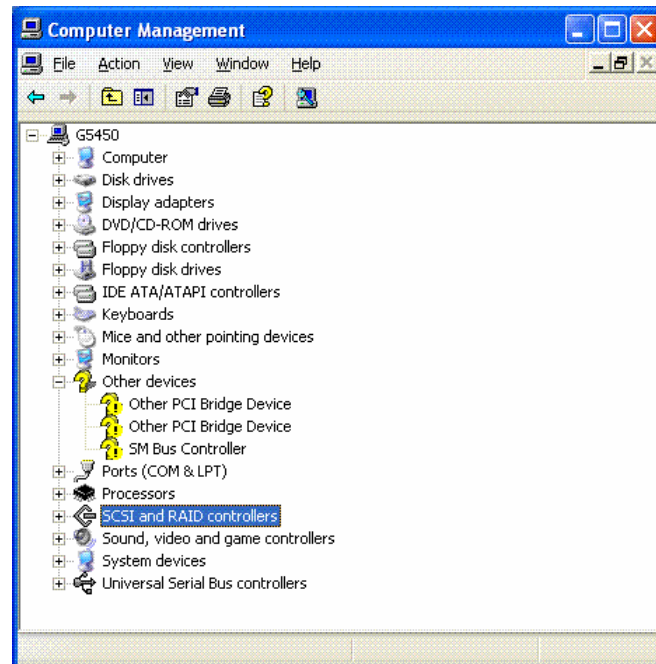 Computer Management
File Action View Window Help
G5450
Computer
Disk drives
Display adapters
DVD/CD-ROM drives
Floppy disk controllers
Floppy disk drives
IDE ATA/ATAPI controllers
Keyboards
Mice and other pointing devices
Monitors
Other devices
Other PCI Bridge Device
Other PCI Bridge Device
SM Bus Controller
Ports (COM & LPT)
Processors
SCSI and RAID controllers
Sound, video and game controllers
System devices
Universal Serial Bus controllers